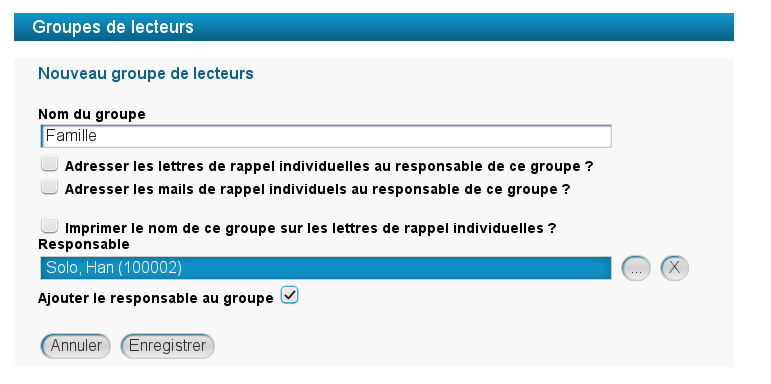 Groupes de lecteurs
Nouveau groupe de lecteurs
Nom du groupe
Famille
Adresser les lettres de rappel individuelles au responsable de ce groupe ?
Adresser les mails de rappel individuels au responsable de ce groupe ?
Imprimer le nom de ce groupe sur les lettres de rappel individuelles ?
Responsable
Solo, Han (100002) ... X
Ajouter le responsable au groupe
Annuler Enregistrer